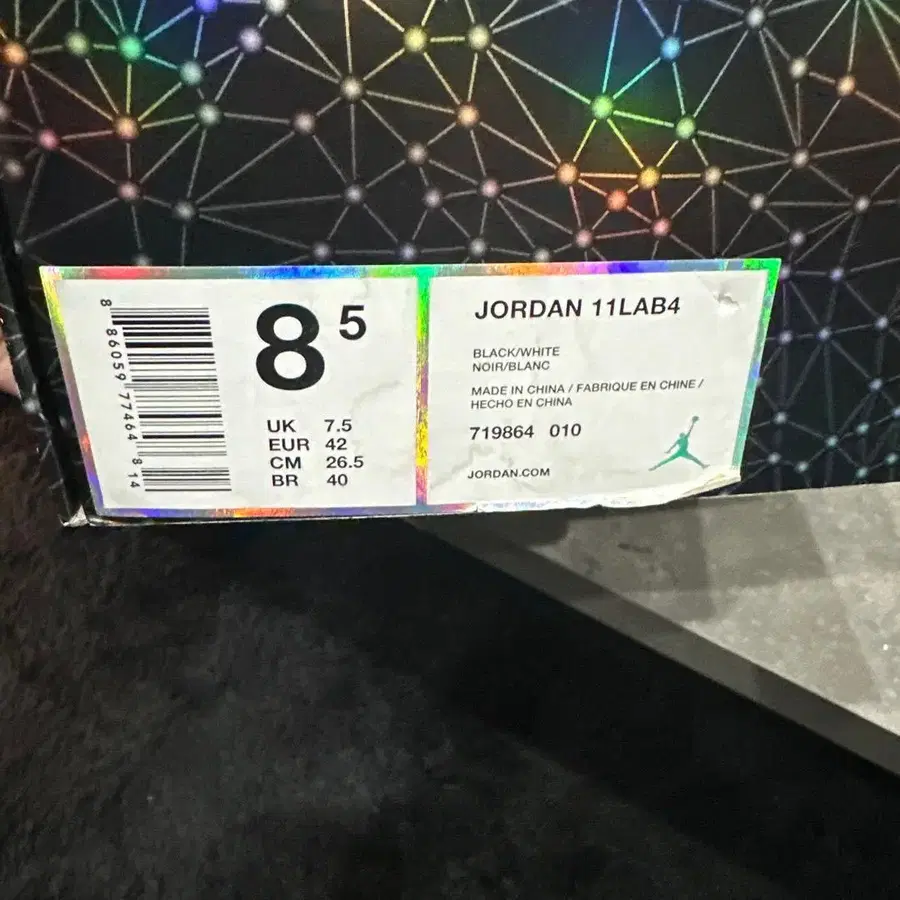 8 86059 77464 8 14
8 5
UK 7.5
EUR 42
CM 26.5
BR 40
JORDAN 11LAB4
BLACK/WHITE
NOIR/BLANC
MADE IN CHINA / FABRIQUE EN CHINE /
HECHO EN CHINA
719864 010
JORDAN.COM